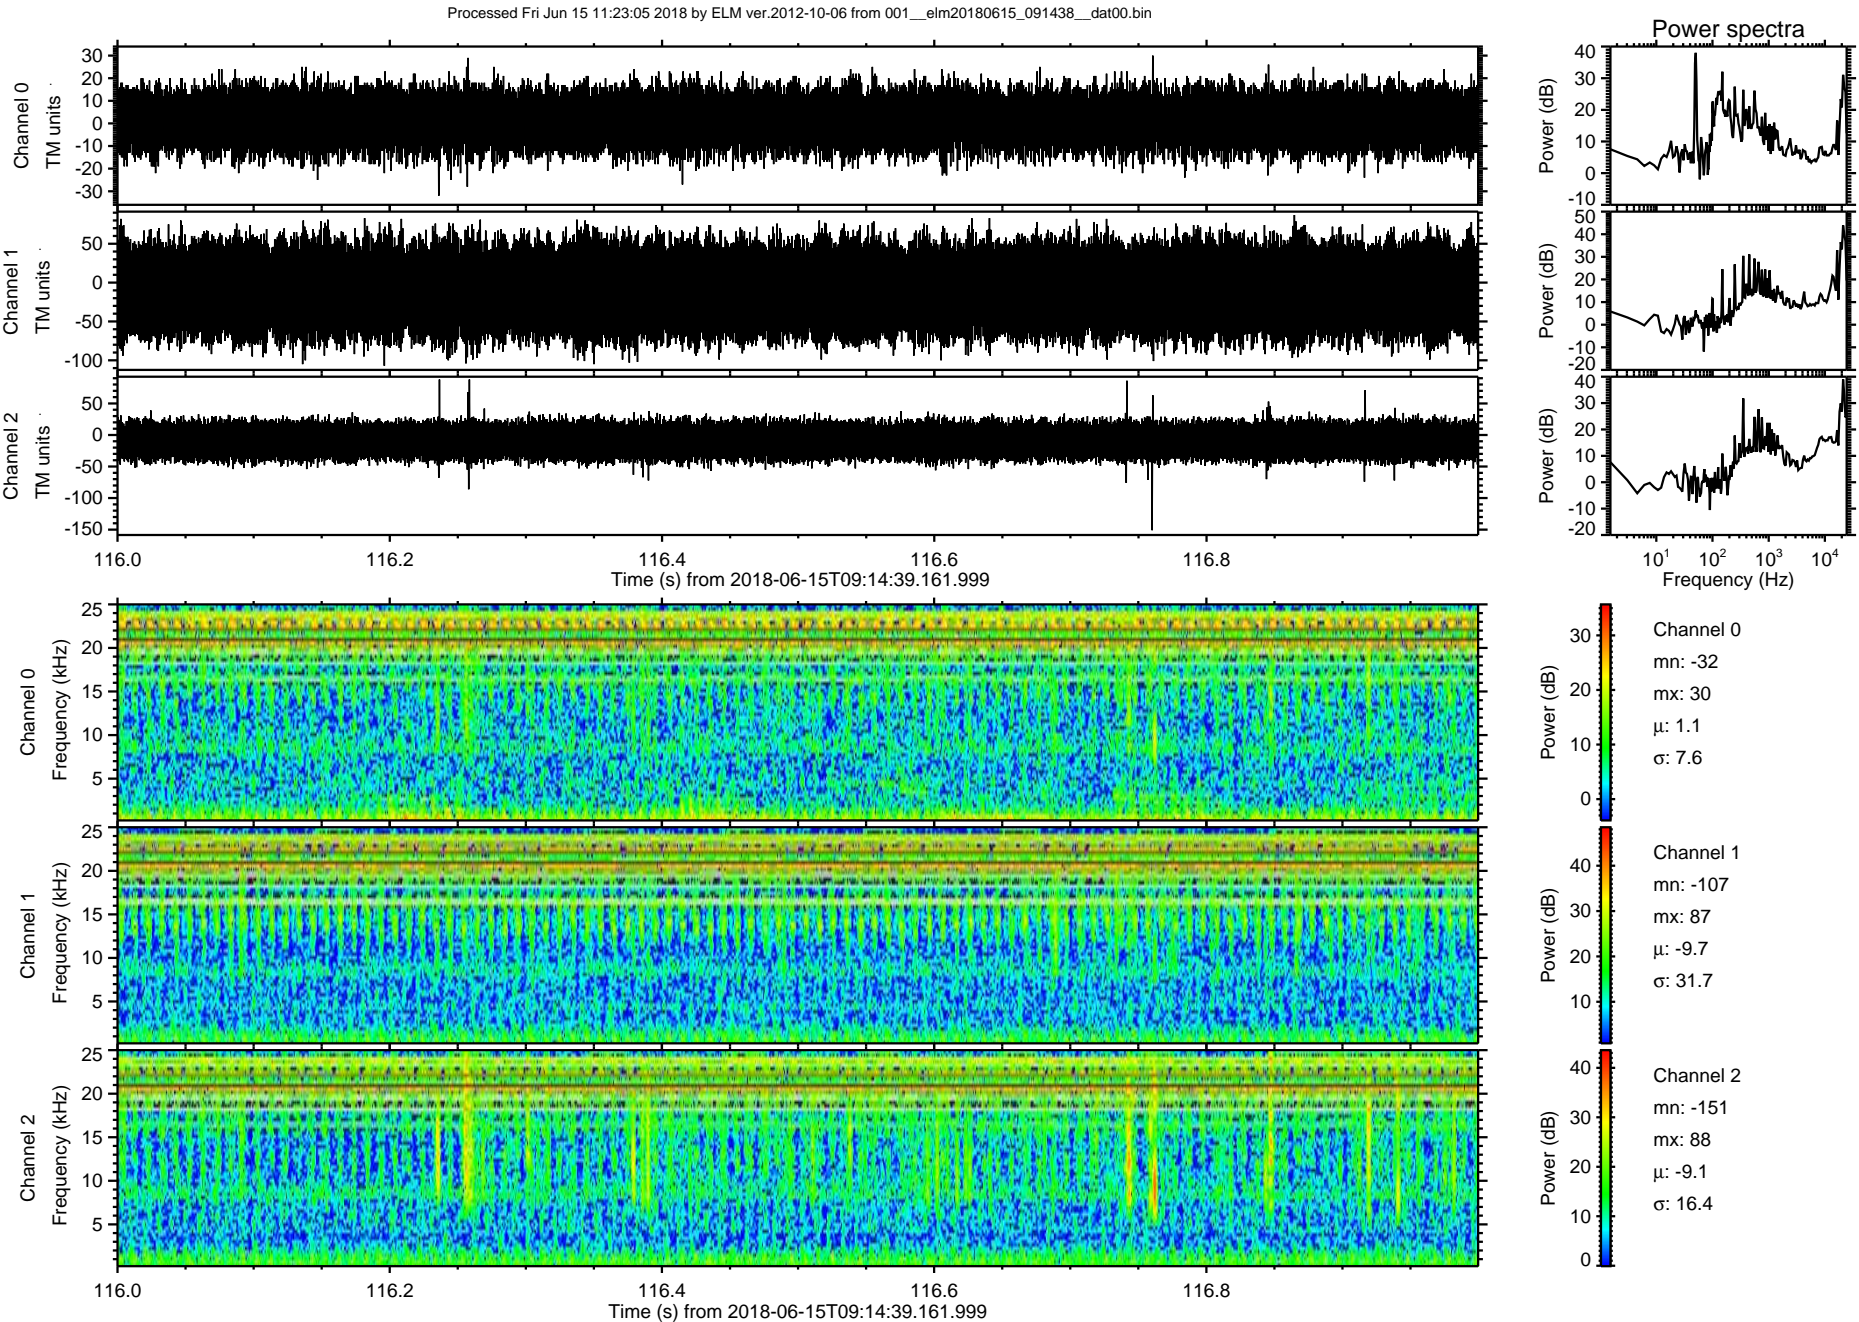 Processed Fri Jun 15 11:23:05 2018 by ELM ver.2012-10-06 from 001__elm20180615_091438__dat00.bin
Power spectra
Channel 0
TM units
30
20
10
0
-10
-20
-30
Power (dB)
40
30
20
10
0
-10
Channel 1
TM units
50
0
-50
-100
Power (dB)
50
40
30
20
10
0
-10
-20
Channel 2
TM units
50
0
-50
-100
-150
Power (dB)
40
30
20
10
0
-10
-20
116.0 116.2 116.4 116.6 116.8
Time (s) from 2018-06-15T09:14:39.161.999
10¹ 10² 10³ 10⁴
Frequency (Hz)
Channel 0
Frequency (kHz)
25
20
15
10
5
Power (dB)
30
20
10
0
Channel 0
mn: -32
mx: 30
μ: 1.1
σ: 7.6
Channel 1
Frequency (kHz)
25
20
15
10
5
Power (dB)
40
30
20
10
Channel 1
mn: -107
mx: 87
μ: -9.7
σ: 31.7
Channel 2
Frequency (kHz)
25
20
15
10
5
Power (dB)
40
30
20
10
0
Channel 2
mn: -151
mx: 88
μ: -9.1
σ: 16.4
116.0 116.2 116.4 116.6 116.8
Time (s) from 2018-06-15T09:14:39.161.999